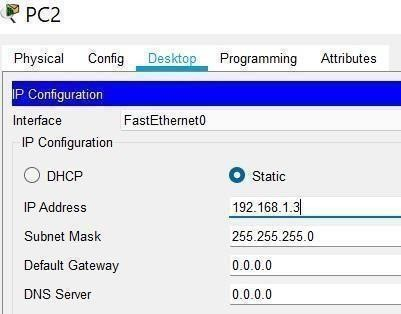 PC2
Physical Config Desktop Programming Attributes
IP Configuration
Interface FastEthernet0
IP Configuration
DHCP Static
IP Address 192.168.1.3
Subnet Mask 255.255.255.0
Default Gateway 0.0.0.0
DNS Server 0.0.0.0